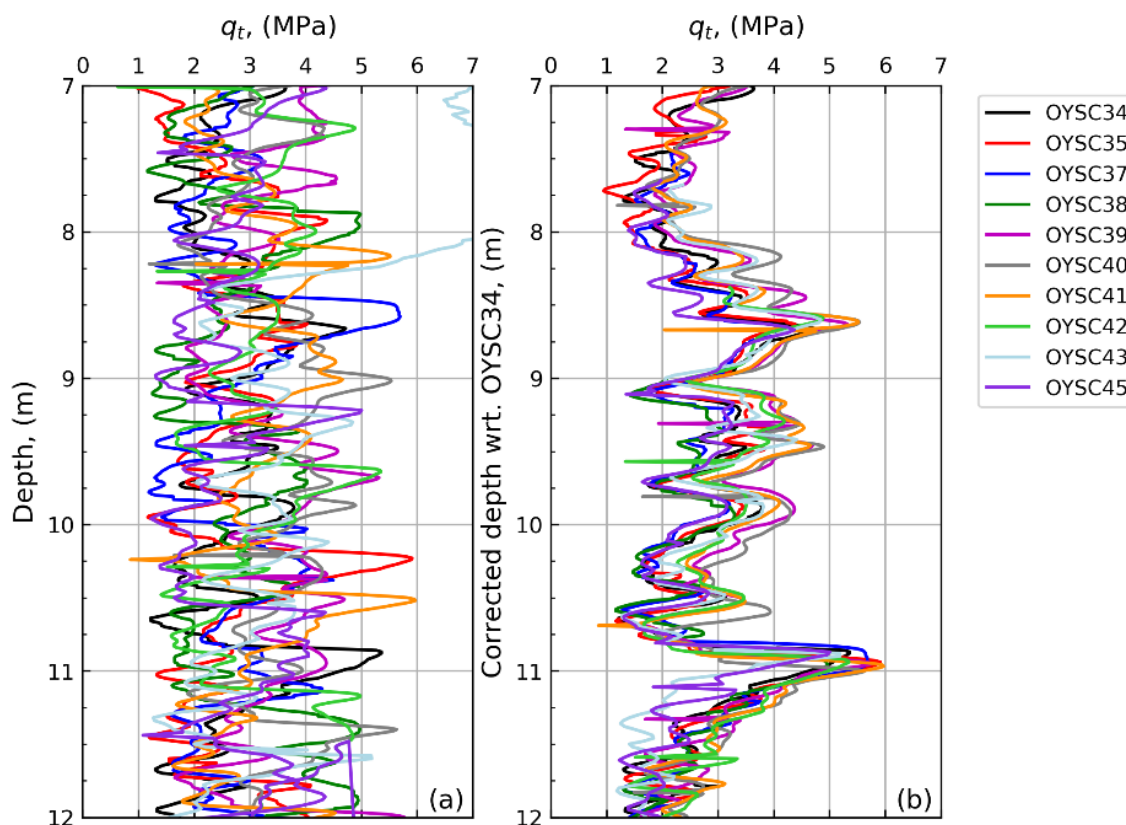 qt, (MPa)
0 1 2 3 4 5 6 7
7
8
9
10
11
12
Depth, (m)
(a)
qt, (MPa)
0 1 2 3 4 5 6 7
7
8
9
10
11
12
Corrected depth wrt. OYSC34, (m)
(b)
OYSC34
OYSC35
OYSC37
OYSC38
OYSC39
OYSC40
OYSC41
OYSC42
OYSC43
OYSC45